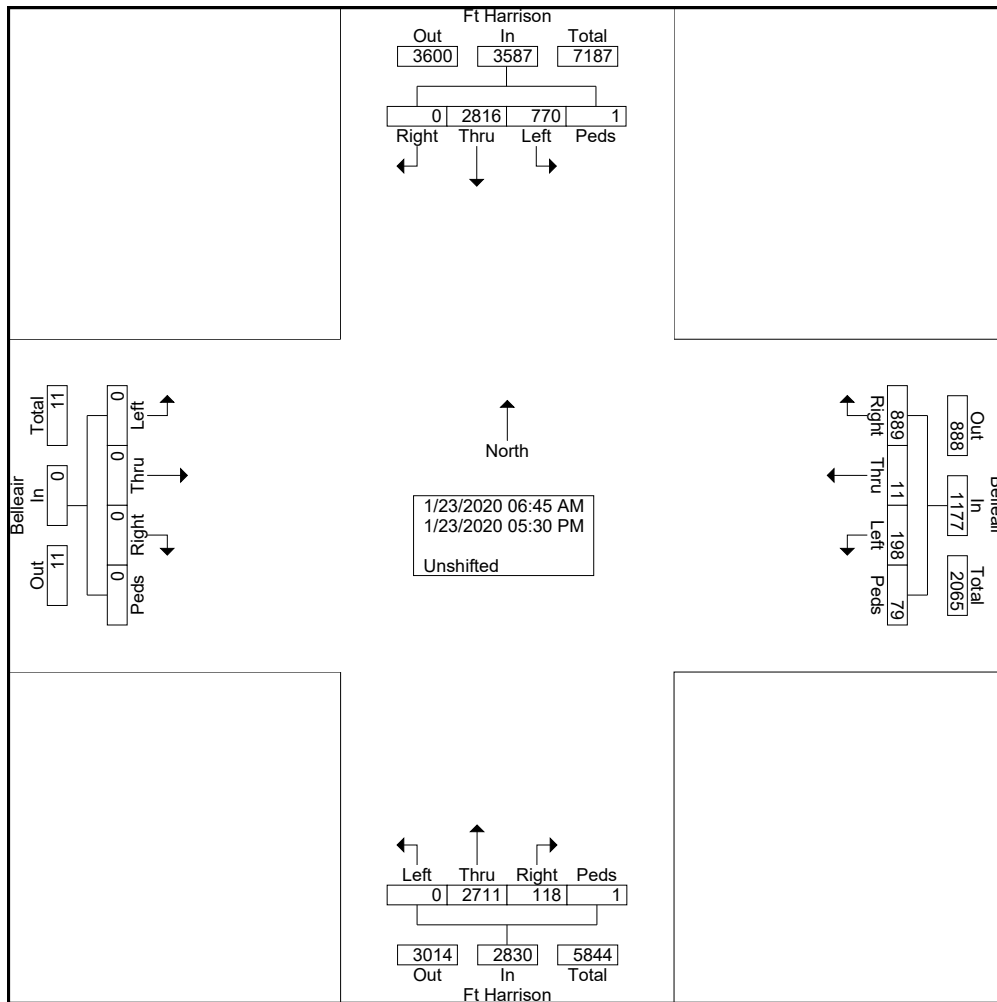 Ft Harrison
Out In Total
3600 3587 7187
0 2816 770 1
Right Thru Left Peds
Belleair
Total In Out
11 0 11
0 0 0 0
Left Thru Right Peds
North
1/23/2020 06:45 AM
1/23/2020 05:30 PM
Unshifted
Right Thru Left Peds
889 11 198 79
Out In Total
888 1177 2065
Belleair
Left Thru Right Peds
0 2711 118 1
3014 2830 5844
Out In Total
Ft Harrison